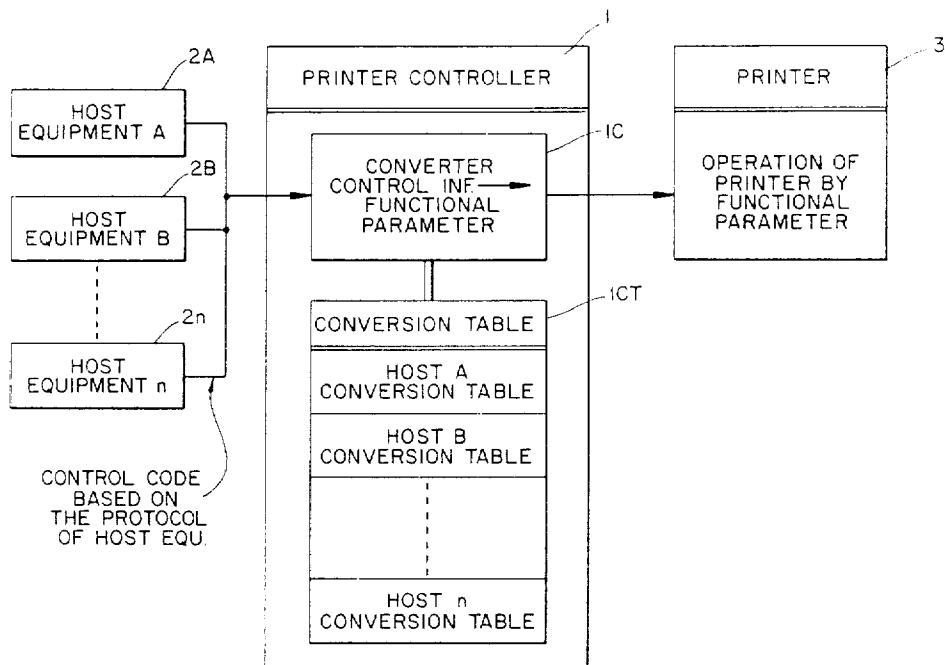 1
PRINTER CONTROLLER
3
PRINTER
2A
HOST
EQUIPMENT A
2B
HOST
EQUIPMENT B
2n
HOST
EQUIPMENT n
CONTROL CODE
BASED ON
THE PROTOCOL
OF HOST EQU.
1C
CONVERTER
CONTROL INF.
FUNCTIONAL
PARAMETER
OPERATION OF
PRINTER BY
FUNCTIONAL
PARAMETER
1CT
CONVERSION TABLE
HOST A
CONVERSION TABLE
HOST B
CONVERSION TABLE
HOST n
CONVERSION TABLE